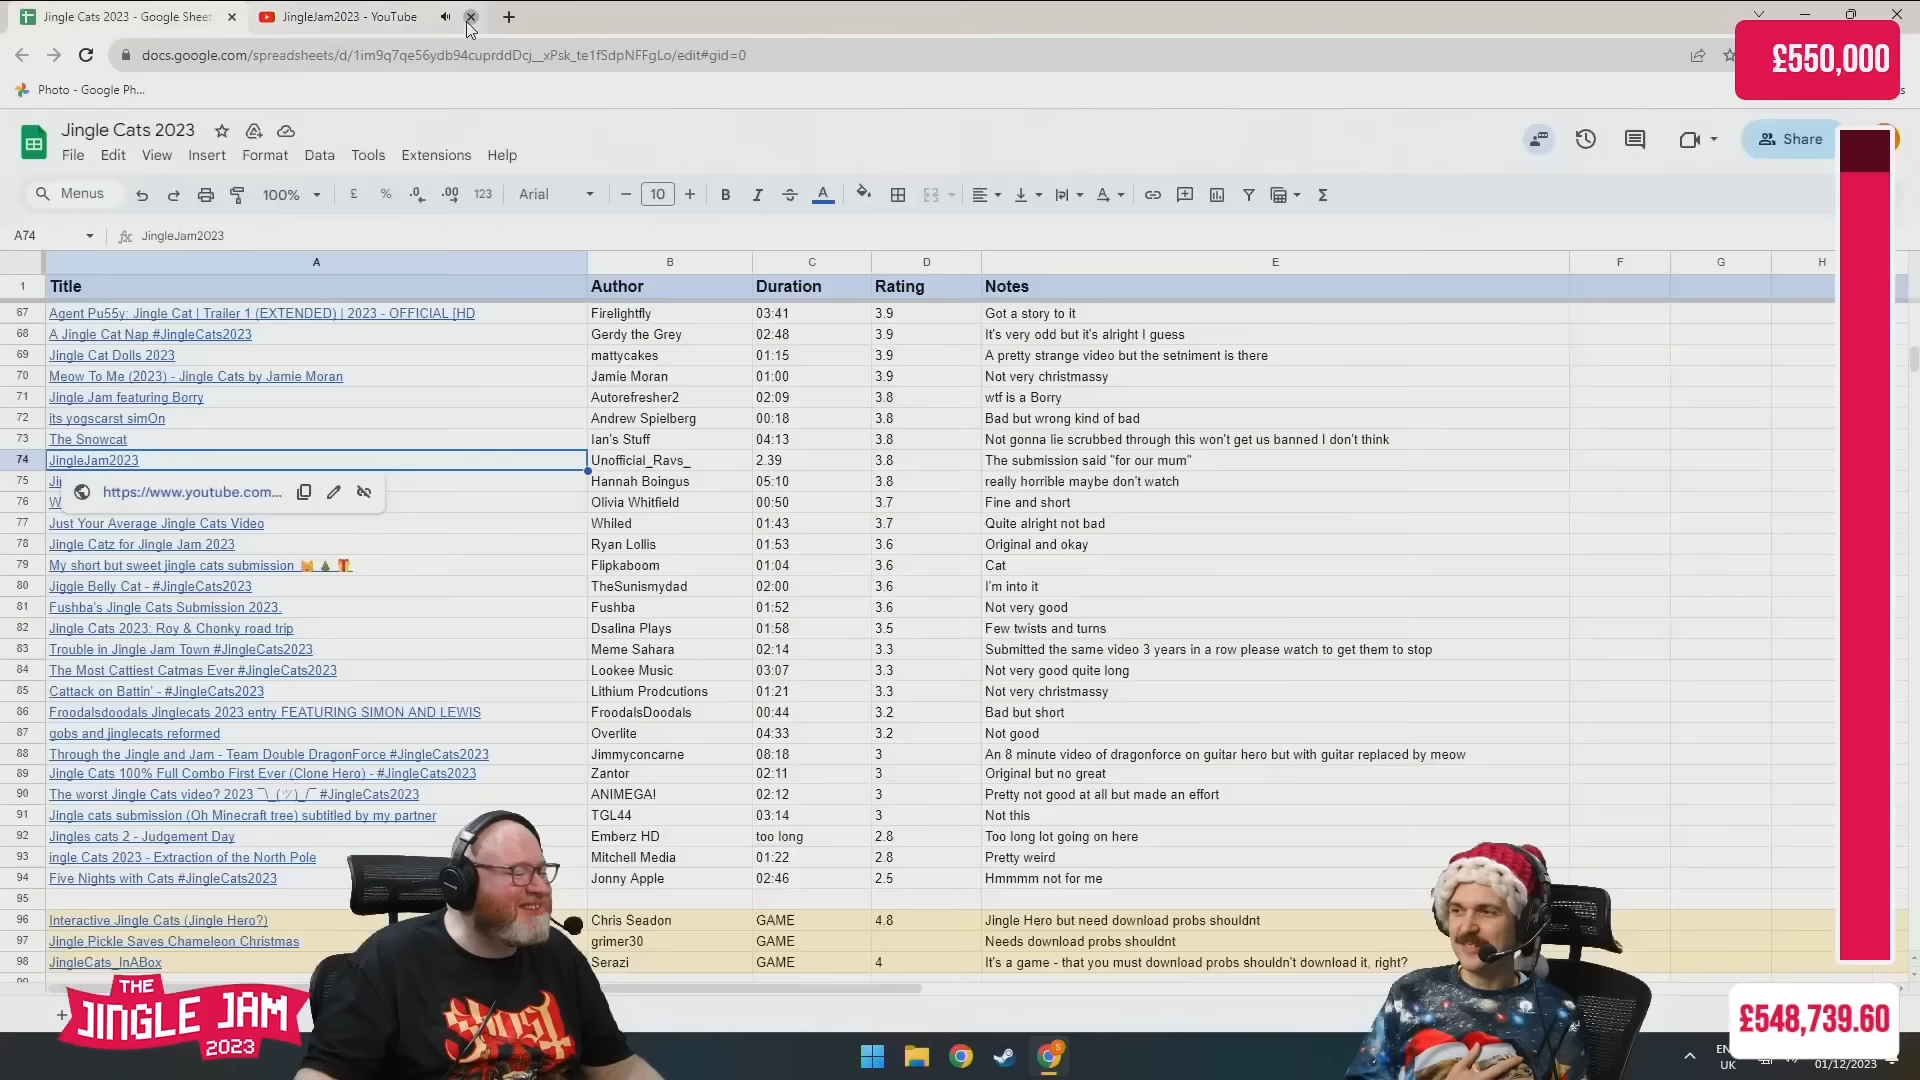 Jingle Cats 2023 - Google Sheet
JingleJam2023 - YouTube
docs.google.com/spreadsheets/d/1im9q7qe56ydb94cuprddDcj__xPsk_te1fSdpNFFgLo/edit#gid=0
£550,000
Photo - Google Ph...
Jingle Cats 2023
File Edit View Insert Format Data Tools Extensions Help
Share
Menus 100% £ % .0 .00 123 Arial 10 B I A
A74 JingleJam2023
A B C D E F G H
1 Title Author Duration Rating Notes
67 Agent Pu55y: Jingle Cat | Trailer 1 (EXTENDED) | 2023 - OFFICIAL [HD Firelightfly 03:41 3.9 Got a story to it
68 A Jingle Cat Nap #JingleCats2023 Gerdy the Grey 02:48 3.9 It's very odd but it's alright I guess
69 Jingle Cat Dolls 2023 mattycakes 01:15 3.9 A pretty strange video but the setniment is there
70 Meow To Me (2023) - Jingle Cats by Jamie Moran Jamie Moran 01:00 3.9 Not very christmassy
71 Jingle Jam featuring Borry Autorefresher2 02:09 3.8 wtf is a Borry
72 its yogscarst simOn Andrew Spielberg 00:18 3.8 Bad but wrong kind of bad
73 The Snowcat Ian's Stuff 04:13 3.8 Not gonna lie scrubbed through this won't get us banned I don't think
74 JingleJam2023 Unofficial_Ravs_ 2.39 3.8 The submission said "for our mum"
75 Ji Hannah Boingus 05:10 3.8 really horrible maybe don't watch
https://www.youtube.com...
76 W Olivia Whitfield 00:50 3.7 Fine and short
77 Just Your Average Jingle Cats Video Whiled 01:43 3.7 Quite alright not bad
78 Jingle Catz for Jingle Jam 2023 Ryan Lollis 01:53 3.6 Original and okay
79 My short but sweet jingle cats submission 🐱🎄🎁 Flipkaboom 01:04 3.6 Cat
80 Jiggle Belly Cat - #JingleCats2023 TheSunismydad 02:00 3.6 I'm into it
81 Fushba's Jingle Cats Submission 2023. Fushba 01:52 3.6 Not very good
82 Jingle Cats 2023: Roy & Chonky road trip Dsalina Plays 01:58 3.5 Few twists and turns
83 Trouble in Jingle Jam Town #JingleCats2023 Meme Sahara 02:14 3.3 Submitted the same video 3 years in a row please watch to get them to stop
84 The Most Cattiest Catmas Ever #JingleCats2023 Lookee Music 03:07 3.3 Not very good quite long
85 Cattack on Battin' - #JingleCats2023 Lithium Prodcutions 01:21 3.3 Not very christmassy
86 Froodalsdoodals Jinglecats 2023 entry FEATURING SIMON AND LEWIS FroodalsDoodals 00:44 3.2 Bad but short
87 gobs and jinglecats reformed Overlite 04:33 3.2 Not good
88 Through the Jingle and Jam - Team Double DragonForce #JingleCats2023 Jimmyconcarne 08:18 3 An 8 minute video of dragonforce on guitar hero but with guitar replaced by meow
89 Jingle Cats 100% Full Combo First Ever (Clone Hero) - #JingleCats2023 Zantor 02:11 3 Original but no great
90 The worst Jingle Cats video? 2023 ¯\_(ツ)_/¯ #JingleCats2023 ANIMEGA! 02:12 3 Pretty not good at all but made an effort
91 Jingle cats submission (Oh Minecraft tree) subtitled by my partner TGL44 03:14 3 Not this
92 Jingles cats 2 - Judgement Day Emberz HD too long 2.8 Too long lot going on here
93 ingle Cats 2023 - Extraction of the North Pole Mitchell Media 01:22 2.8 Pretty weird
94 Five Nights with Cats #JingleCats2023 Jonny Apple 02:46 2.5 Hmmmm not for me
95
96 Interactive Jingle Cats (Jingle Hero?) Chris Seadon GAME 4.8 Jingle Hero but need download probs shouldnt
97 Jingle Pickle Saves Chameleon Christmas grimer30 GAME Needs download probs shouldnt
98 JingleCats_InABox Serazi GAME 4 It's a game - that you must download probs shouldn't download it, right?
THE
JINGLE JAM
2023
Ghost
£548,739.60
UK
01/12/2023